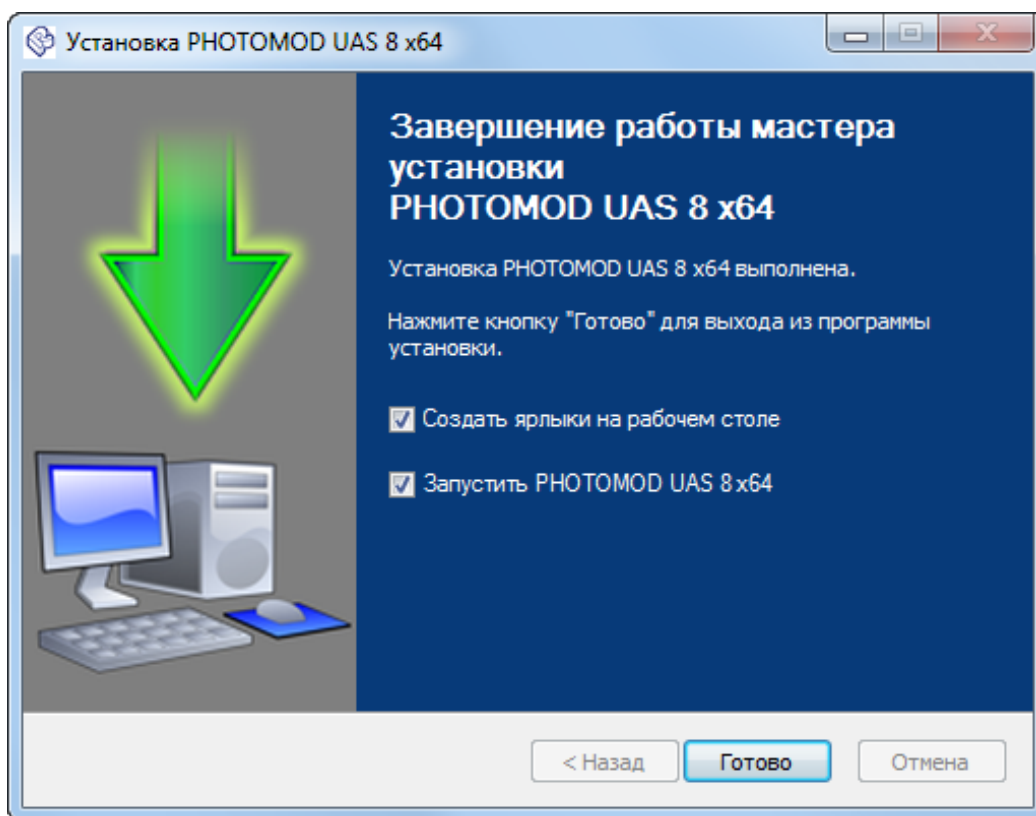 Установка PHOTOMOD UAS 8 x64
Завершение работы мастера
установки
PHOTOMOD UAS 8 x64
Установка PHOTOMOD UAS 8 x64 выполнена.
Нажмите кнопку "Готово" для выхода из программы
установки.
Создать ярлыки на рабочем столе
Запустить PHOTOMOD UAS 8 x64
< Назад
Готово
Отмена